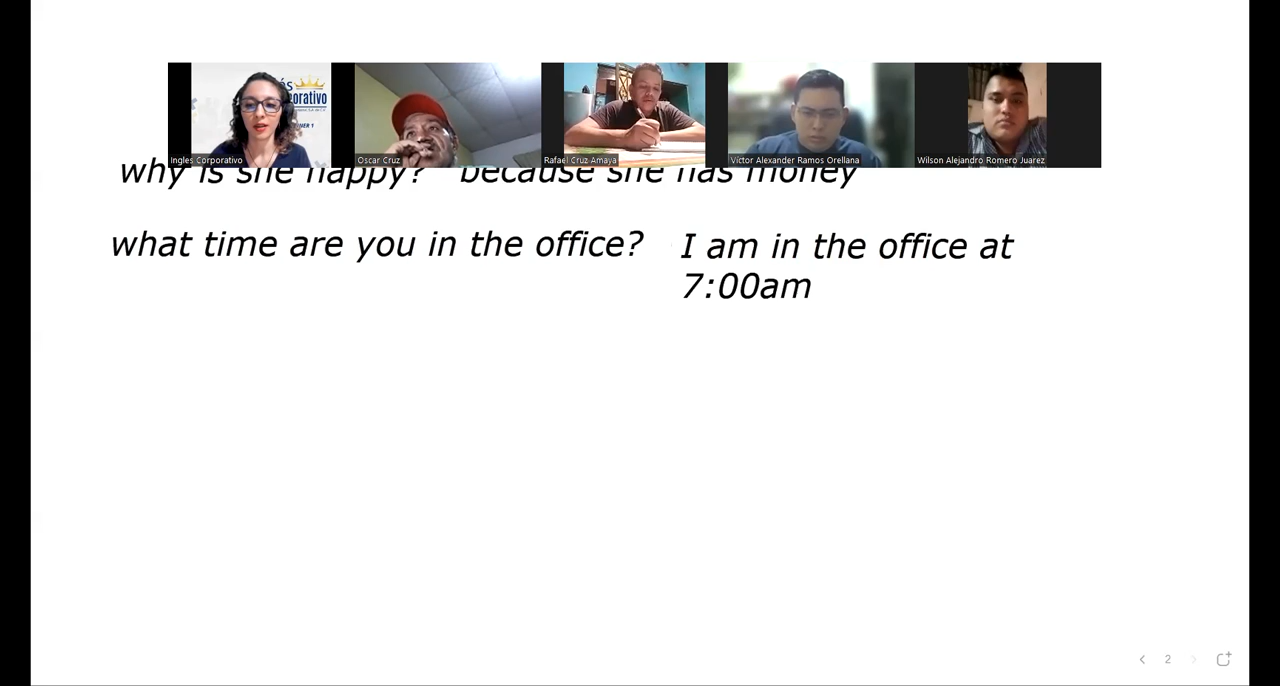 Ingles Corporativo
Oscar Cruz
Rafael Cruz Amaya
Víctor Alexander Ramos Orellana
Wilson Alejandro Romero Juarez
why is she happy? because she has money
what time are you in the office? I am in the office at
7:00am
2